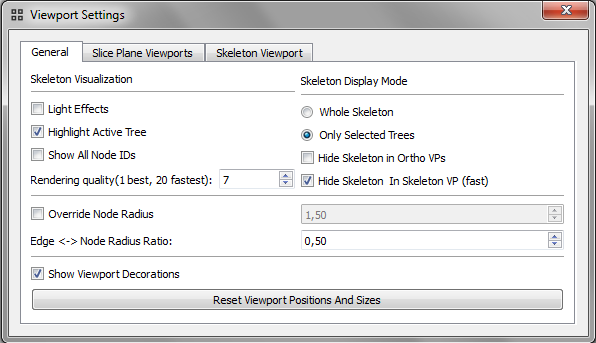 Viewport Settings
General
Slice Plane Viewports
Skeleton Viewport
Skeleton Visualization
Light Effects
Highlight Active Tree
Show All Node IDs
Rendering quality(1 best, 20 fastest): 7
Skeleton Display Mode
Whole Skeleton
Only Selected Trees
Hide Skeleton in Ortho VPs
Hide Skeleton In Skeleton VP (fast)
Override Node Radius 1,50
Edge <-> Node Radius Ratio: 0,50
Show Viewport Decorations
Reset Viewport Positions And Sizes